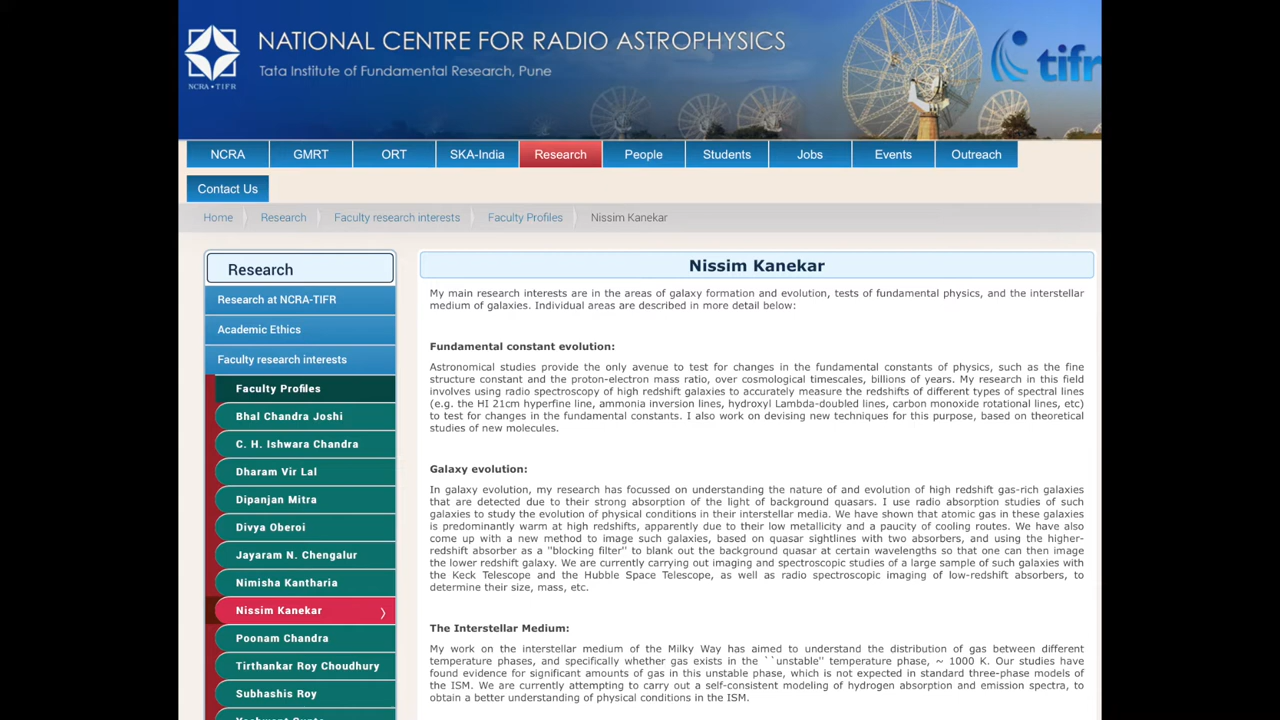 NATIONAL CENTRE FOR RADIO ASTROPHYSICS
Tata Institute of Fundamental Research, Pune
NCRA • TIFR
tifr
NCRA
GMRT
ORT
SKA-India
Research
People
Students
Jobs
Events
Outreach
Contact Us
Home
Research
Faculty research interests
Faculty Profiles
Nissim Kanekar
Research
Research at NCRA-TIFR
Academic Ethics
Faculty research interests
Faculty Profiles
Bhal Chandra Joshi
C. H. Ishwara Chandra
Dharam Vir Lal
Dipanjan Mitra
Divya Oberoi
Jayaram N. Chengalur
Nimisha Kantharia
Nissim Kanekar
Poonam Chandra
Tirthankar Roy Choudhury
Subhashis Roy
Nissim Kanekar
My main research interests are in the areas of galaxy formation and evolution, tests of fundamental physics, and the interstellar
medium of galaxies. Individual areas are described in more detail below:
Fundamental constant evolution:
Astronomical studies provide the only avenue to test for changes in the fundamental constants of physics, such as the fine
structure constant and the proton-electron mass ratio, over cosmological timescales, billions of years. My research in this field
involves using radio spectroscopy of high redshift galaxies to accurately measure the redshifts of different types of spectral lines
(e.g. the HI 21cm hyperfine line, ammonia inversion lines, hydroxyl Lambda-doubled lines, carbon monoxide rotational lines, etc)
to test for changes in the fundamental constants. I also work on devising new techniques for this purpose, based on theoretical
studies of new molecules.
Galaxy evolution:
In galaxy evolution, my research has focussed on understanding the nature of and evolution of high redshift gas-rich galaxies
that are detected due to their strong absorption of the light of background quasars. I use radio absorption studies of such
galaxies to study the evolution of physical conditions in their interstellar media. We have shown that atomic gas in these galaxies
is predominantly warm at high redshifts, apparently due to their low metallicity and a paucity of cooling routes. We have also
come up with a new method to image such galaxies, based on quasar sightlines with two absorbers, and using the higher-
redshift absorber as a "blocking filter" to blank out the background quasar at certain wavelengths so that one can then image
the lower redshift galaxy. We are currently carrying out imaging and spectroscopic studies of a large sample of such galaxies with
the Keck Telescope and the Hubble Space Telescope, as well as radio spectroscopic imaging of low-redshift absorbers, to
determine their size, mass, etc.
The Interstellar Medium:
My work on the interstellar medium of the Milky Way has aimed to understand the distribution of gas between different
temperature phases, and specifically whether gas exists in the ``unstable'' temperature phase, ~ 1000 K. Our studies have
found evidence for significant amounts of gas in this unstable phase, which is not expected in standard three-phase models of
the ISM. We are currently attempting to carry out a self-consistent modeling of hydrogen absorption and emission spectra, to
obtain a better understanding of physical conditions in the ISM.